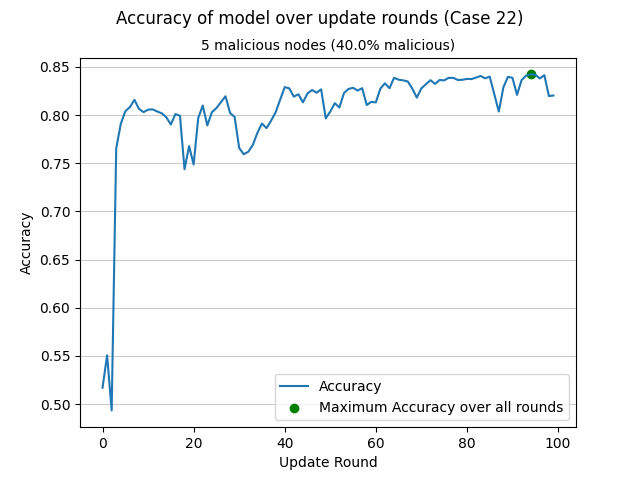 Accuracy of model over update rounds (Case 22)
5 malicious nodes (40.0% malicious)
0.85
0.80
0.75
0.70
0.65
0.60
0.55
0.50
Accuracy
0 20 40 60 80 100
Update Round
Accuracy
Maximum Accuracy over all rounds